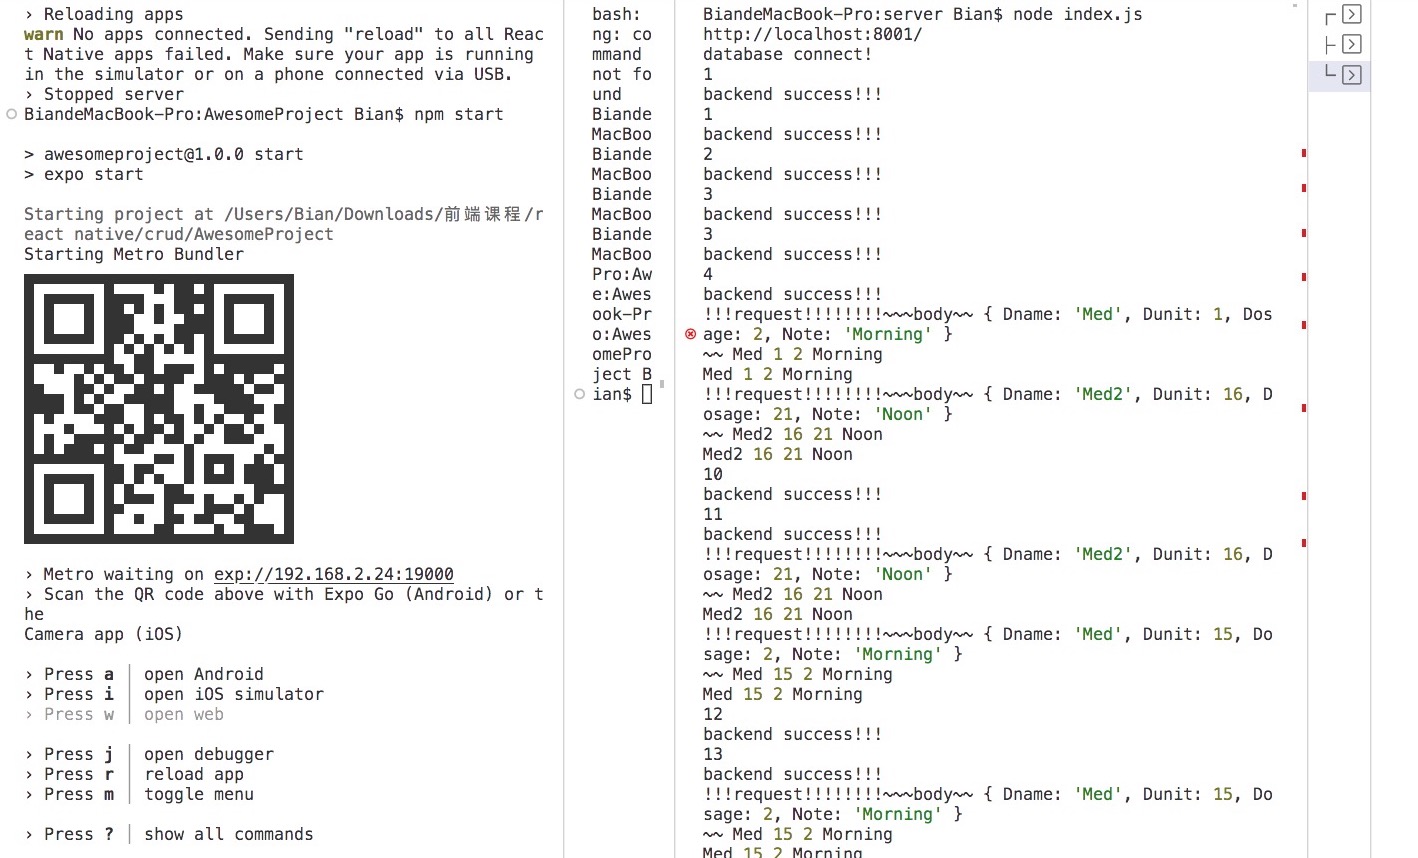 › Reloading apps
warn No apps connected. Sending "reload" to all Reac
t Native apps failed. Make sure your app is running
in the simulator or on a phone connected via USB.
› Stopped server
BiandeMacBook-Pro:AwesomeProject Bian$ npm start
> awesomeproject@1.0.0 start
> expo start
Starting project at /Users/Bian/Downloads/前端课程/r
eact native/crud/AwesomeProject
Starting Metro Bundler
› Metro waiting on exp://192.168.2.24:19000
› Scan the QR code above with Expo Go (Android) or t
he
Camera app (iOS)
› Press a │ open Android
› Press i │ open iOS simulator
› Press w │ open web
› Press j │ open debugger
› Press r │ reload app
› Press m │ toggle menu
› Press ? │ show all commands
bash:
ng: co
mmand
not fo
und
Biande
MacBoo
Biande
MacBoo
Biande
MacBoo
Biande
MacBoo
Pro:Aw
e:Awes
ook-Pr
o:Awes
omePro
ject B
ian$
BiandeMacBook-Pro:server Bian$ node index.js
http://localhost:8001/
database connect!
1
backend success!!!
1
backend success!!!
2
backend success!!!
3
backend success!!!
3
backend success!!!
4
backend success!!!
!!!request!!!!!!!!~~~body~~ { Dname: 'Med', Dunit: 1, Dos
age: 2, Note: 'Morning' }
~~ Med 1 2 Morning
Med 1 2 Morning
!!!request!!!!!!!!~~~body~~ { Dname: 'Med2', Dunit: 16, D
osage: 21, Note: 'Noon' }
~~ Med2 16 21 Noon
Med2 16 21 Noon
10
backend success!!!
11
backend success!!!
!!!request!!!!!!!!~~~body~~ { Dname: 'Med2', Dunit: 16, D
osage: 21, Note: 'Noon' }
~~ Med2 16 21 Noon
Med2 16 21 Noon
!!!request!!!!!!!!~~~body~~ { Dname: 'Med', Dunit: 15, Do
sage: 2, Note: 'Morning' }
~~ Med 15 2 Morning
Med 15 2 Morning
12
backend success!!!
13
backend success!!!
!!!request!!!!!!!!~~~body~~ { Dname: 'Med', Dunit: 15, Do
sage: 2, Note: 'Morning' }
~~ Med 15 2 Morning
Med 15 2 Morning